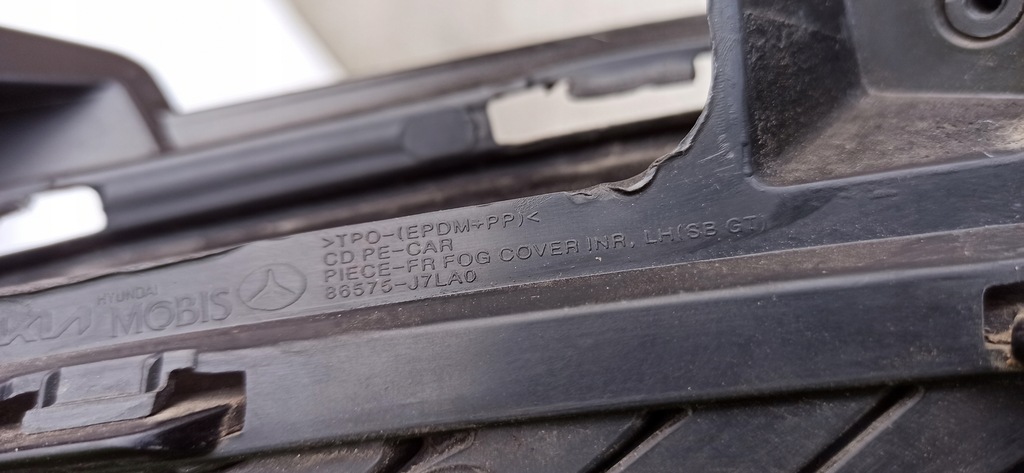 >TPO-(EPDM+PP)<
CD PE-CAR
PIECE-FR FOG COVER INR, LH(SB GT)
86575-J7LA0
HYUNDAI
MOBIS